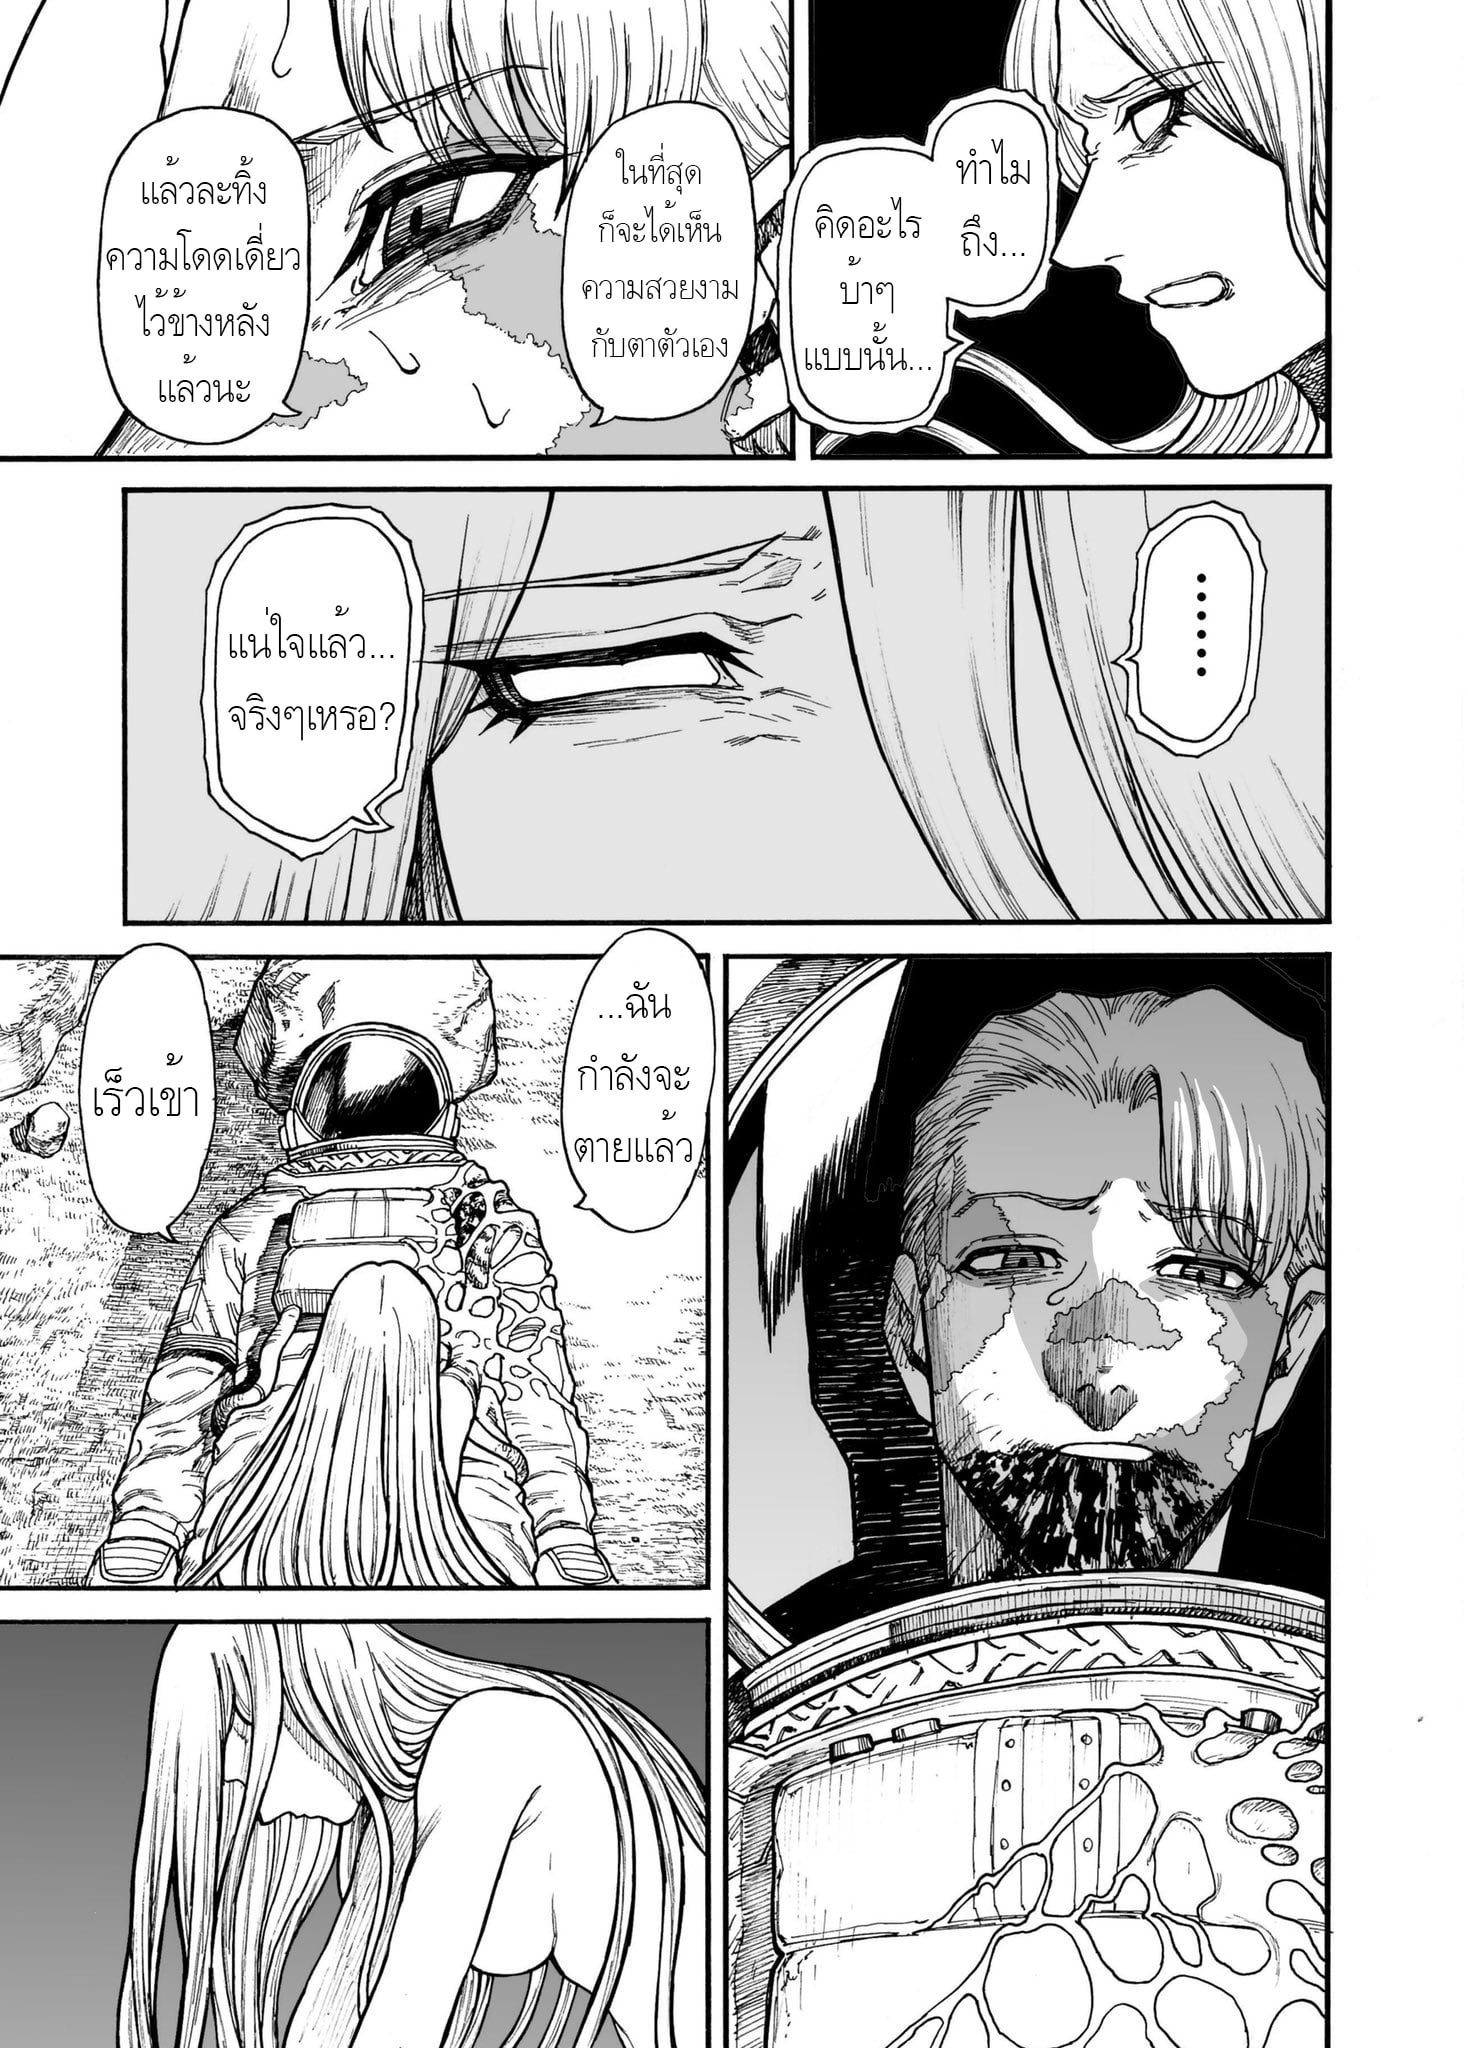 ทำไม
ถึง...
คิดอะไร
บ้าๆ
แบบนั้น...
ในที่สุด
ก็จะได้เห็น
ความสวยงาม
กับตาตัวเอง
แล้วละทิ้ง
ความโดดเดี่ยว
ไว้ข้างหลัง
แล้วนะ
.......
แน่ใจแล้ว...
จริงๆเหรอ?
...ฉัน
กำลังจะ
ตายแล้ว
เร็วเข้า